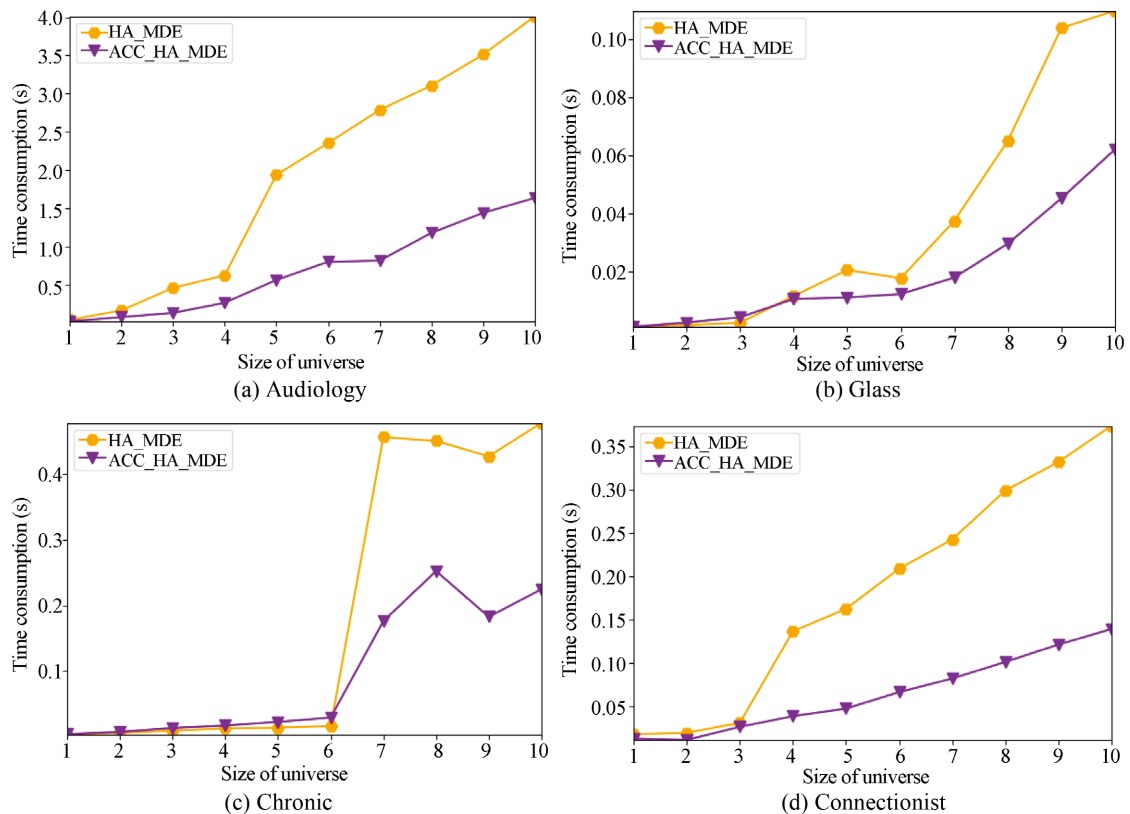 HA_MDE
ACC_HA_MDE
Time consumption (s)
4.0
3.5
4.0
2.5
2.0
1.5
1.0
0.5
1 2 3 4 5 6 7 8 9 10
Size of universe
(a) Audiology
HA_MDE
ACC_HA_MDE
Time consumption (s)
0.10
0.08
0.06
0.04
0.02
1 2 3 4 5 6 7 8 9 10
Size of universe
(b) Glass
HA_MDE
ACC_HA_MDE
Time consumption (s)
0.4
0.3
0.2
0.1
1 2 3 4 5 6 7 8 9 10
Size of universe
(c) Chronic
HA_MDE
ACC_HA_MDE
Time consumption (s)
0.35
0.30
0.25
0.20
0.15
0.10
0.05
1 2 3 4 5 6 7 8 9 10
Size of universe
(d) Connectionist